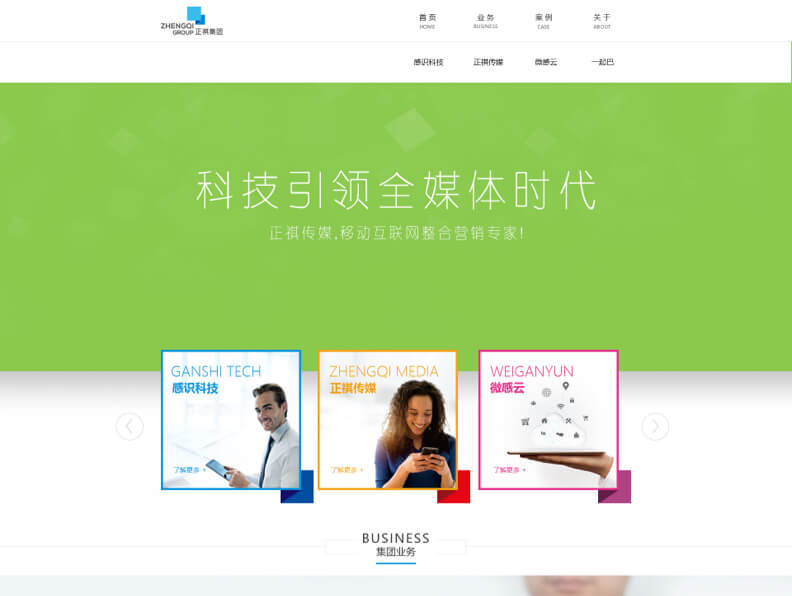 ZHENGQI
GROUP 正祺集团
首页
HOME
业务
BUSINESS
案例
CASE
关于
ABOUT
感识科技
正祺传媒
微感云
一起巴
科技引领全媒体时代
正祺传媒,移动互联网整合营销专家!
GANSHI TECH
感识科技
了解更多 +
ZHENGQI MEDIA
正祺传媒
了解更多 +
WEIGANYUN
微感云
了解更多 +
BUSINESS
集团业务